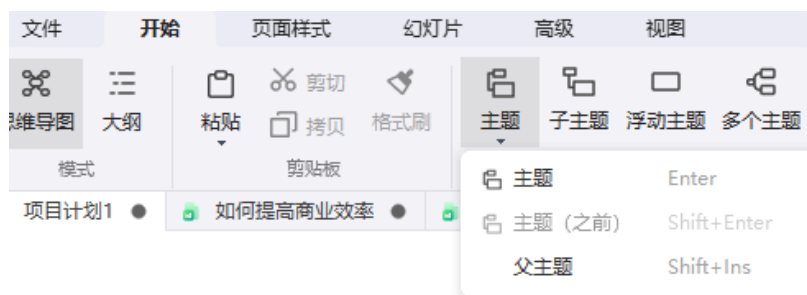 文件 开始 页面样式 幻灯片 高级 视图
维导图 大纲 粘贴 剪切 拷贝 格式刷 主题 子主题 浮动主题 多个主题
模式 剪贴板
主题 Enter
项目计划1 如何提高商业效率
主题（之前） Shift+Enter
父主题 Shift+Ins